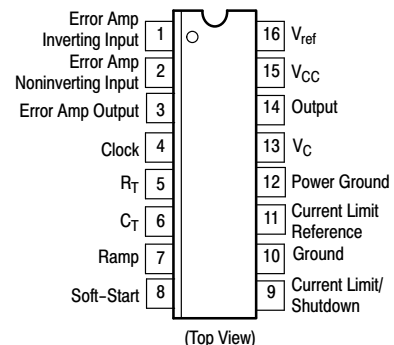 Error Amp
Inverting Input
1
Error Amp
Noninverting Input
2
Error Amp Output
3
Clock
4
RT
5
CT
6
Ramp
7
Soft-Start
8
16
Vref
15
VCC
14
Output
13
VC
12
Power Ground
11
Current Limit
Reference
10
Ground
9
Current Limit/
Shutdown
(Top View)